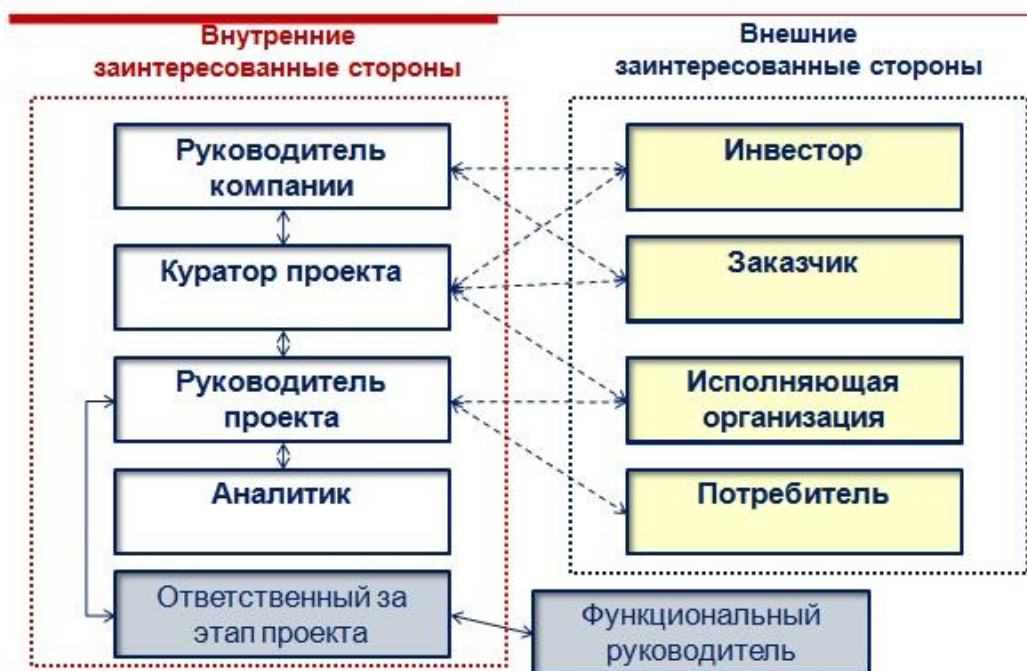 Внутренние
заинтересованные стороны
Внешние
заинтересованные стороны
Руководитель
компании
Инвестор
Куратор проекта
Заказчик
Руководитель
проекта
Исполняющая
организация
Аналитик
Потребитель
Ответственный за
этап проекта
Функциональный
руководитель